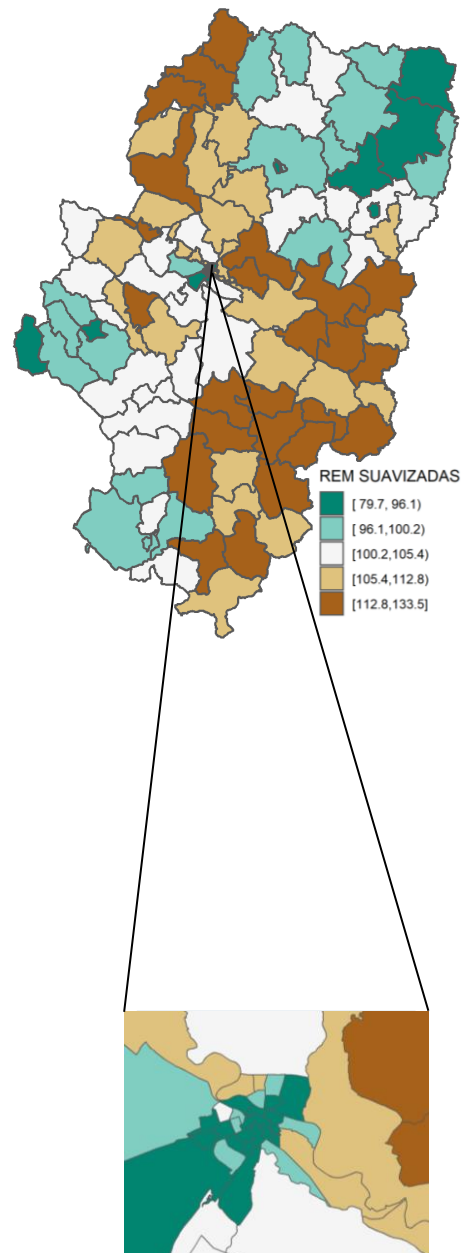 REM SUAVIZADAS
[ 79.7, 96.1)
[ 96.1,100.2)
[100.2,105.4)
[105.4,112.8)
[112.8,133.5]